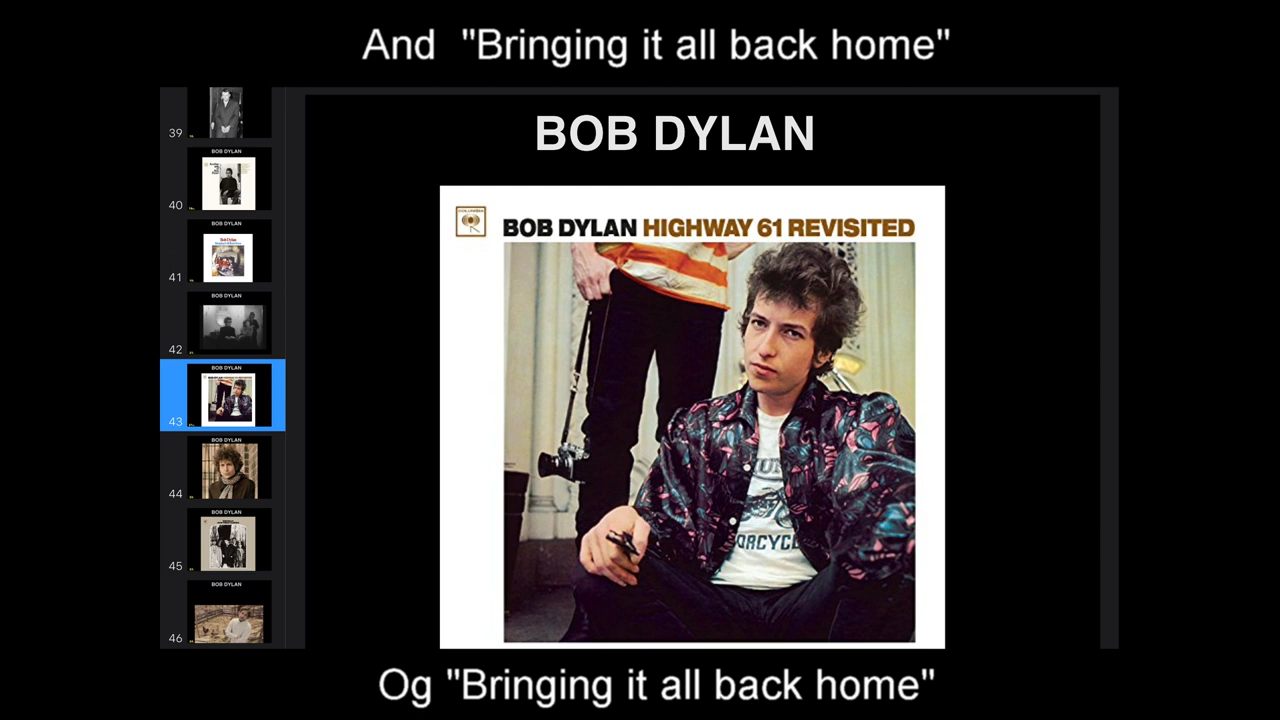 And "Bringing it all back home"
BOB DYLAN
COLUMBIA
BOB DYLAN HIGHWAY 61 REVISITED
39
BOB DYLAN
40
BOB DYLAN
41
BOB DYLAN
42
BOB DYLAN
43
BOB DYLAN
44
BOB DYLAN
45
BOB DYLAN
46
Og "Bringing it all back home"